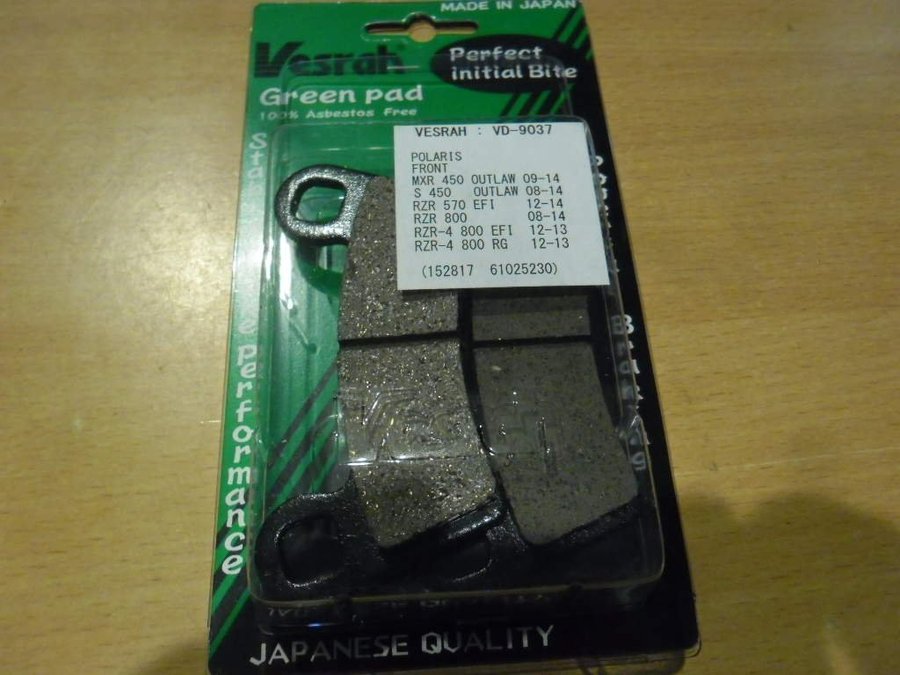 MADE IN JAPAN
Vesrah
Perfect
initial Bite
Green pad
100% Asbestos Free
VESRAH : VD-9037
POLARIS
FRONT
MXR 450 OUTLAW 09-14
S 450 OUTLAW 08-14
RZR 570 EFI 12-14
RZR 800 08-14
RZR-4 800 EFI 12-13
RZR-4 800 RG 12-13
(152817 61025230)
performance
JAPANESE QUALITY